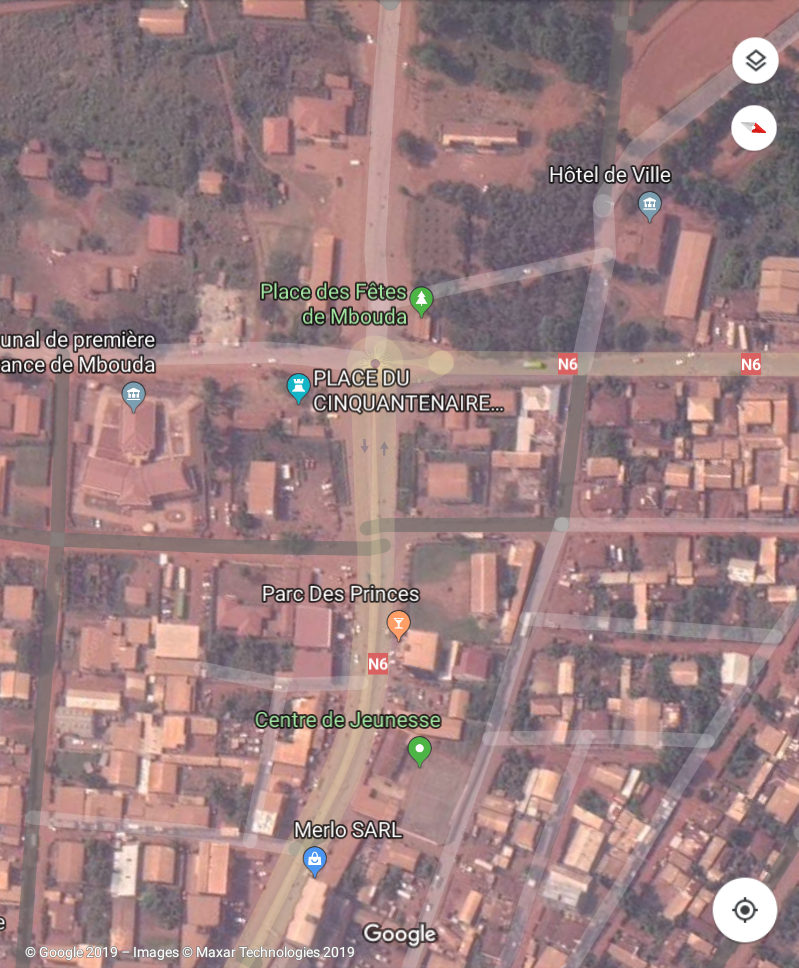 Hôtel de Ville
Place des Fêtes
de Mbouda
unal de première
ance de Mbouda
N6
N6
PLACE DU
CINQUANTENAIRE...
Parc Des Princes
N6
Centre de Jeunesse
Merlo SARL
e
Google
© Google 2019 – Images © Maxar Technologies 2019